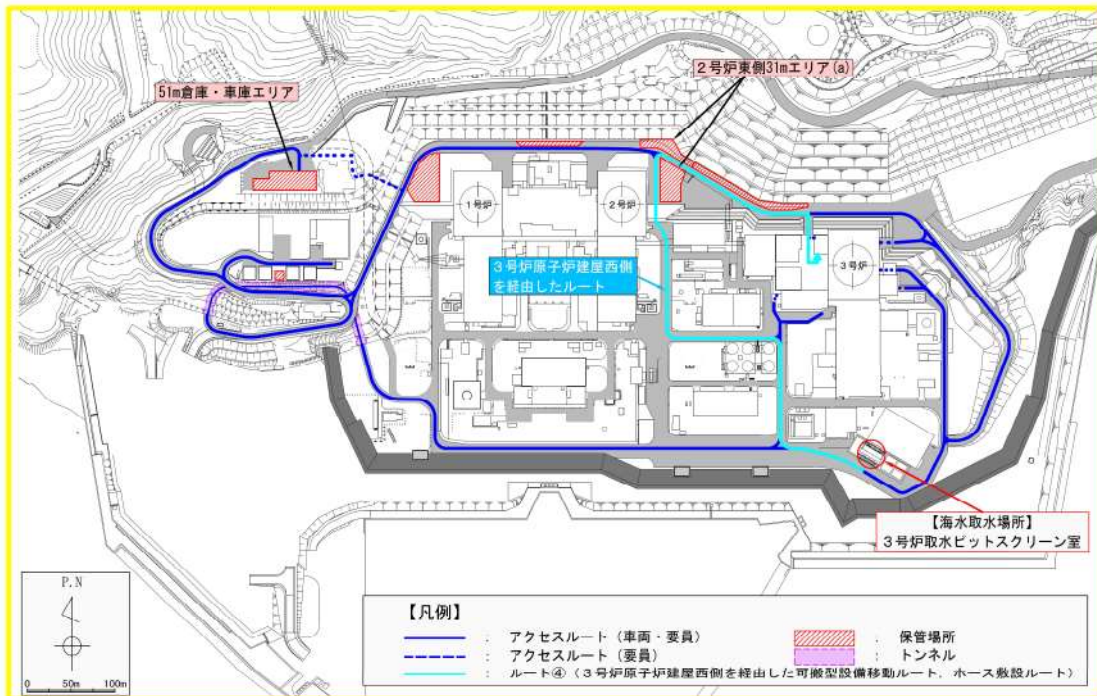 51m倉庫・車庫エリア
2号炉東側31mエリア(a)
1号炉
2号炉
3号炉
3号炉原子炉建屋西側
を経由したルート
【海水取水場所】
3号炉取水ピットスクリーン室
P.N
0 50m 100m
【凡例】
： アクセスルート（車両・要員）
： 保管場所
： アクセスルート（要員）
： トンネル
： ルート④（3号炉原子炉建屋西側を経由した可搬型設備移動ルート，ホース敷設ルート）